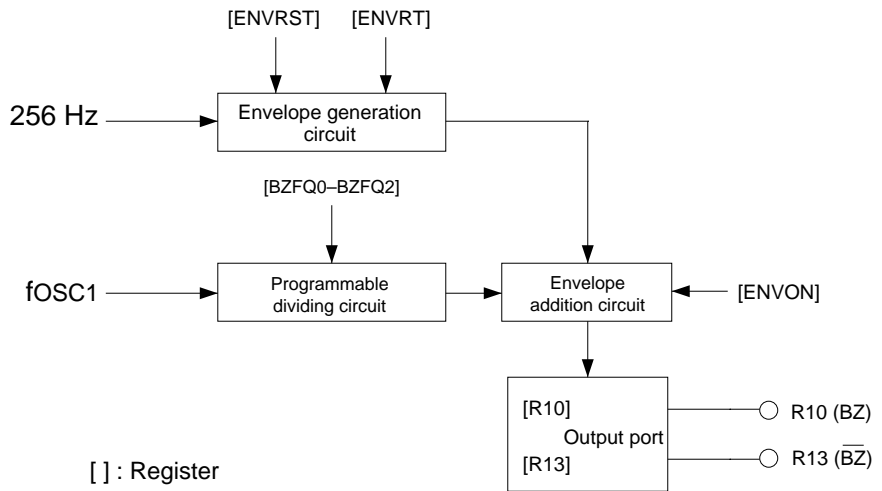 [ENVRST] [ENVRT]
256 Hz
Envelope generation
circuit
[BZFQ0–BZFQ2]
fOSC1
Programmable
dividing circuit
Envelope
addition circuit
[ENVON]
[R10]
Output port
[R13]
R10 (BZ)
R13 (B̅Z̅)
[ ] : Register